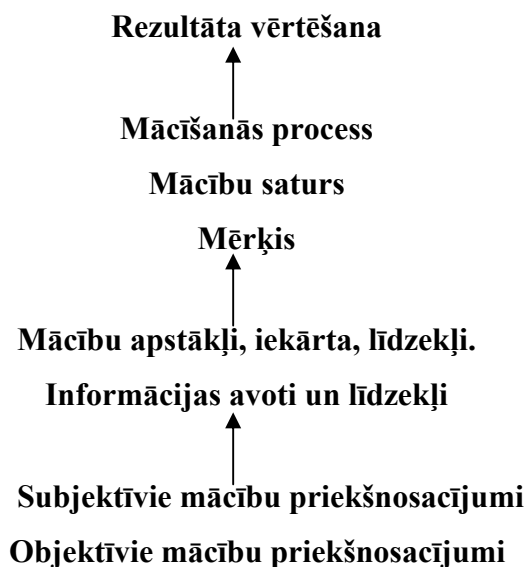 Rezultāta vērtēšana
Mācīšanās process
Mācību saturs
Mērķis
Mācību apstākļi, iekārta, līdzekļi.
Informācijas avoti un līdzekļi
Subjektīvie mācību priekšnosacījumi
Objektīvie mācību priekšnosacījumi